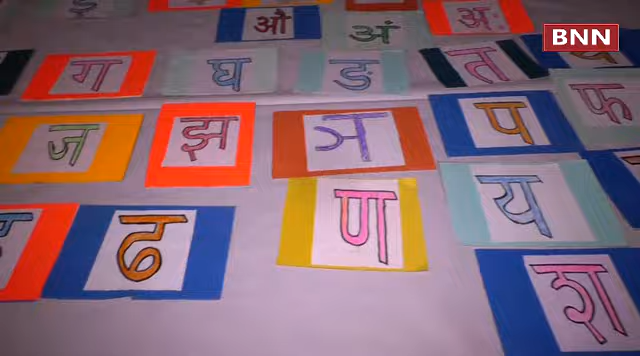 औ अं अः
BNN
ग घ ङ त
फ
ज झ ञ प
ढ ण य
ज्ञ